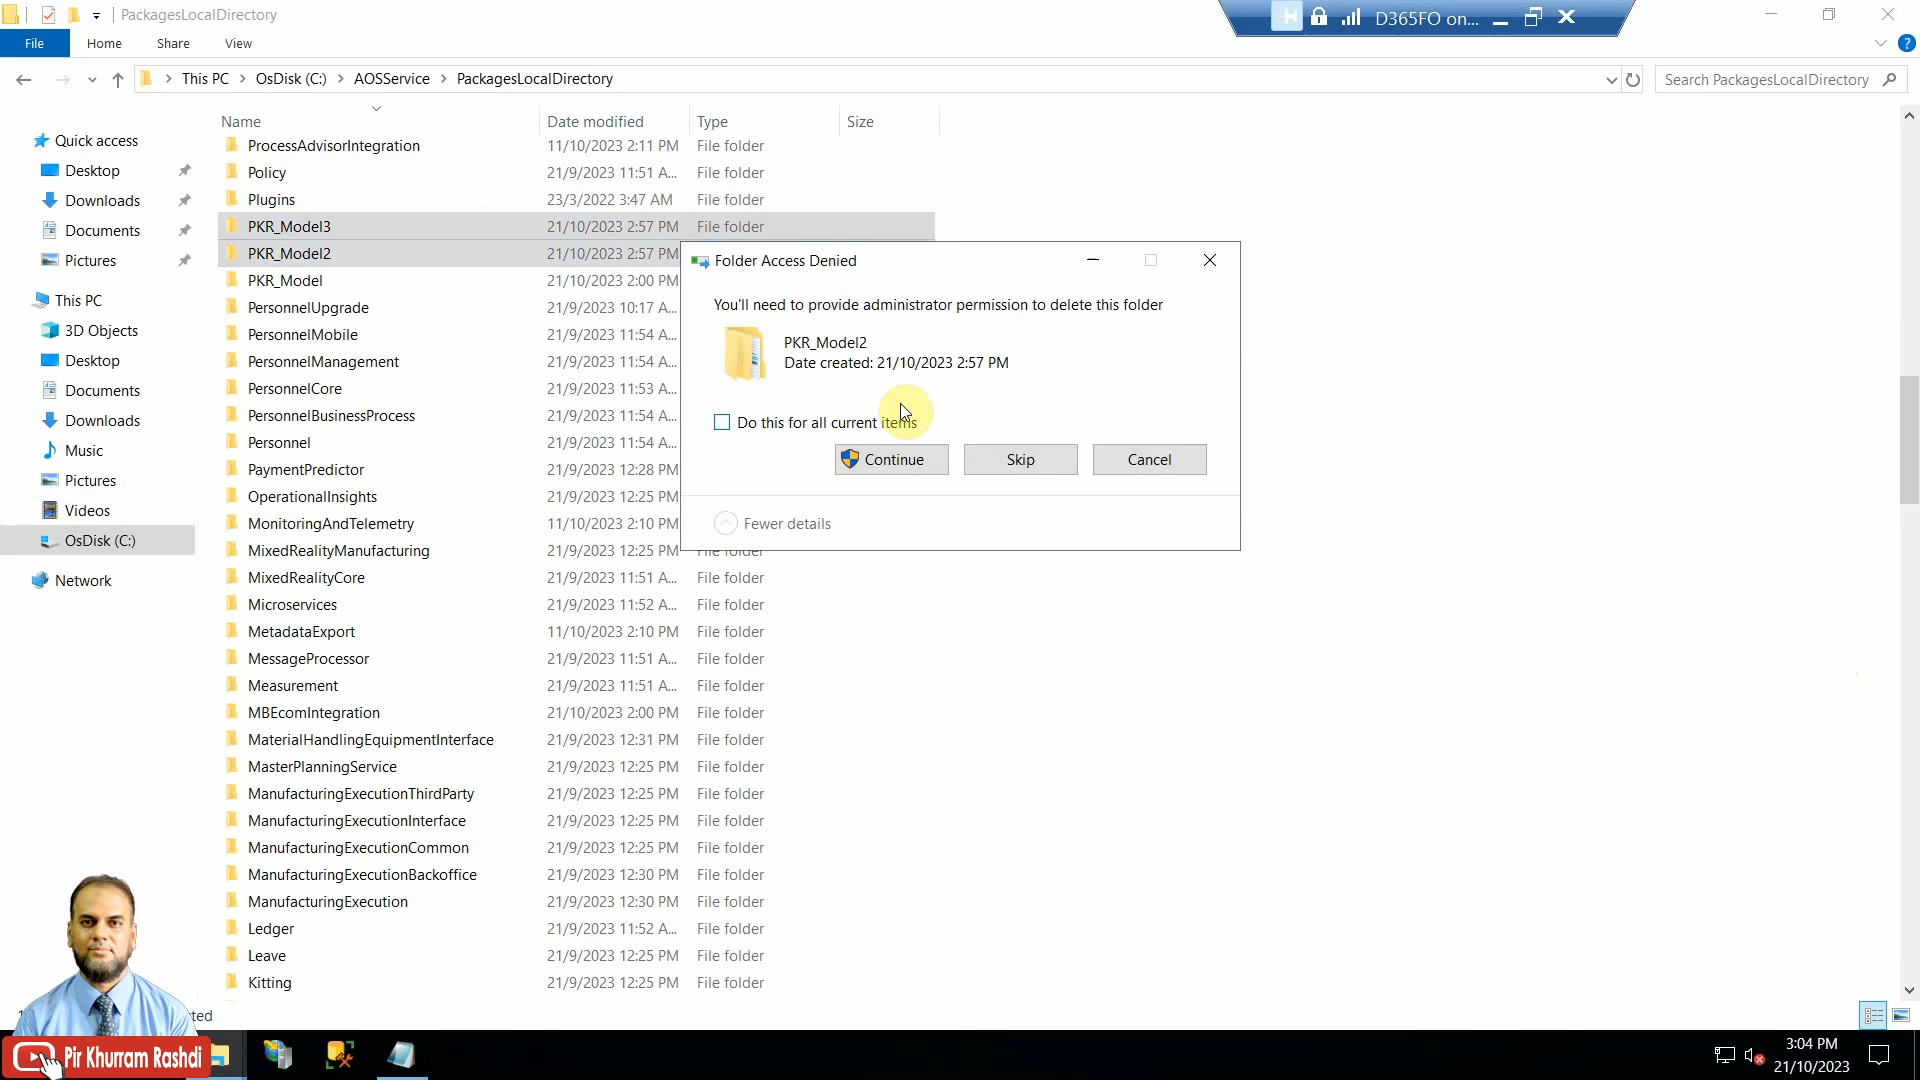 PackagesLocalDirectory
D365FO on...
File
Home
Share
View
This PC
OsDisk (C:)
AOSService
PackagesLocalDirectory
Search PackagesLocalDirectory
Name
Date modified
Type
Size
Quick access
Desktop
Downloads
Documents
Pictures
This PC
3D Objects
Desktop
Documents
Downloads
Music
Pictures
Videos
OsDisk (C:)
Network
ProcessAdvisorIntegration 11/10/2023 2:11 PM File folder
Policy 21/9/2023 11:51 A... File folder
Plugins 23/3/2022 3:47 AM File folder
PKR_Model3 21/10/2023 2:57 PM File folder
PKR_Model2 21/10/2023 2:57 PM
PKR_Model 21/10/2023 2:00 PM
PersonnelUpgrade 21/9/2023 10:17 A...
PersonnelMobile 21/9/2023 11:54 A...
PersonnelManagement 21/9/2023 11:54 A...
PersonnelCore 21/9/2023 11:53 A...
PersonnelBusinessProcess 21/9/2023 11:54 A...
Personnel 21/9/2023 11:54 A...
PaymentPredictor 21/9/2023 12:28 PM
OperationalInsights 21/9/2023 12:25 PM
MonitoringAndTelemetry 11/10/2023 2:10 PM
MixedRealityManufacturing 21/9/2023 12:25 PM File folder
MixedRealityCore 21/9/2023 11:51 A... File folder
Microservices 21/9/2023 11:52 A... File folder
MetadataExport 11/10/2023 2:10 PM File folder
MessageProcessor 21/9/2023 11:51 A... File folder
Measurement 21/9/2023 11:51 A... File folder
MBEcomIntegration 21/10/2023 2:00 PM File folder
MaterialHandlingEquipmentInterface 21/9/2023 12:31 PM File folder
MasterPlanningService 21/9/2023 12:25 PM File folder
ManufacturingExecutionThirdParty 21/9/2023 12:25 PM File folder
ManufacturingExecutionInterface 21/9/2023 12:25 PM File folder
ManufacturingExecutionCommon 21/9/2023 12:25 PM File folder
ManufacturingExecutionBackoffice 21/9/2023 12:30 PM File folder
ManufacturingExecution 21/9/2023 12:30 PM File folder
Ledger 21/9/2023 11:52 A... File folder
Leave 21/9/2023 12:25 PM File folder
Kitting 21/9/2023 12:25 PM File folder
Folder Access Denied
You'll need to provide administrator permission to delete this folder
PKR_Model2
Date created: 21/10/2023 2:57 PM
Do this for all current items
Continue
Skip
Cancel
Fewer details
Pir Khurram Rashdi
3:04 PM
21/10/2023